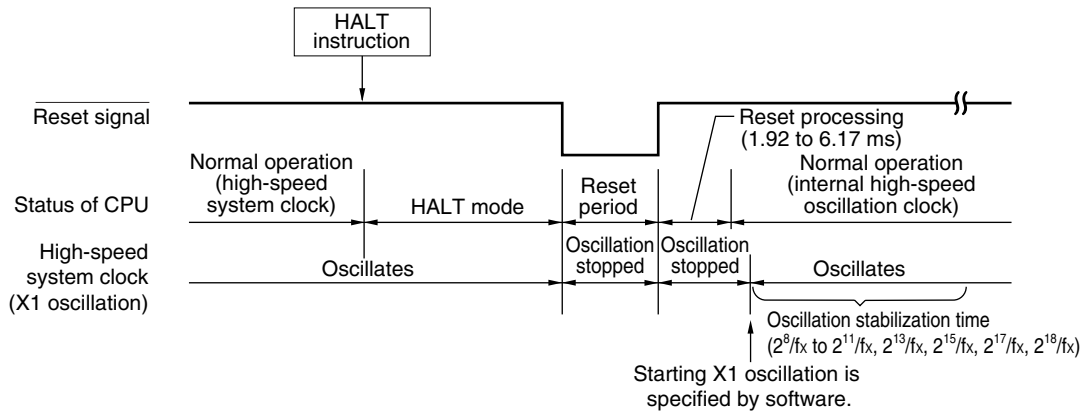 HALT
instruction
Reset signal
Reset processing
(1.92 to 6.17 ms)
Normal operation
(high-speed
system clock)
Normal operation
(internal high-speed
oscillation clock)
Status of CPU
HALT mode
Reset
period
High-speed
system clock
(X1 oscillation)
Oscillates
Oscillation
stopped
Oscillation
stopped
Oscillates
Oscillation stabilization time
(2⁸/fX to 2¹¹/fX, 2¹³/fX, 2¹⁵/fX, 2¹⁷/fX, 2¹⁸/fX)
Starting X1 oscillation is
specified by software.